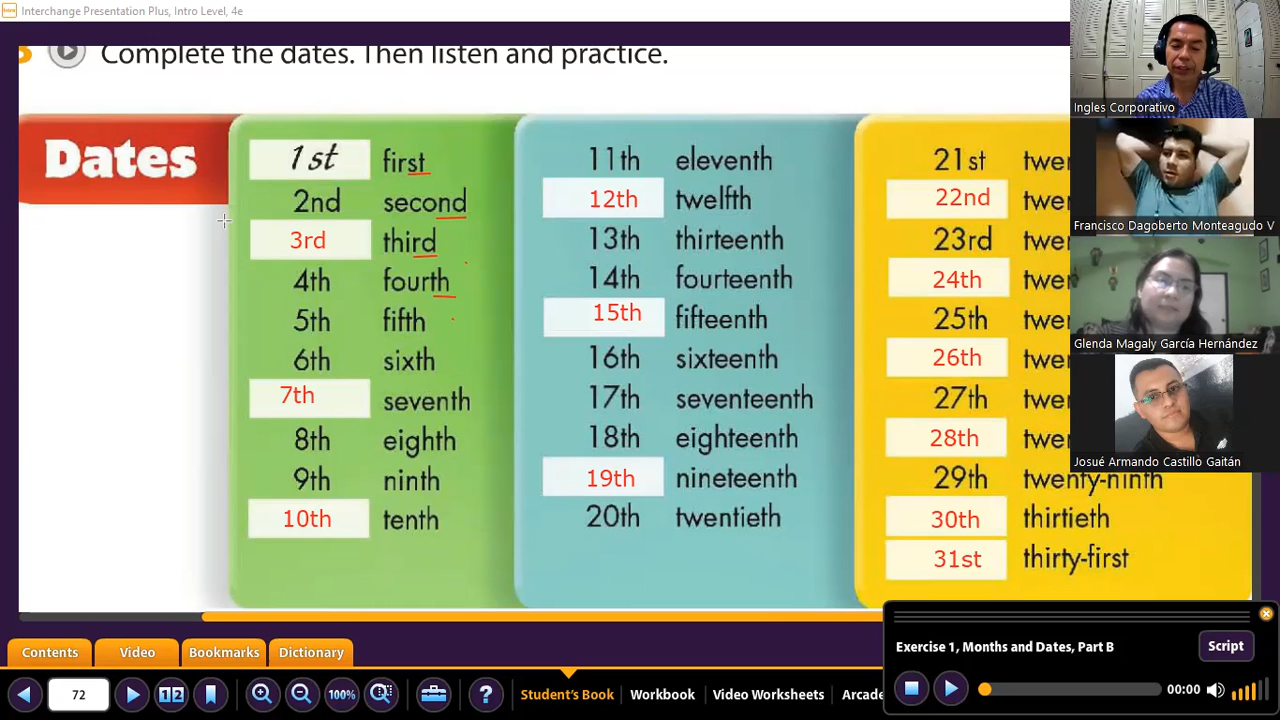 Interchange Presentation Plus, Intro Level, 4e
Complete the dates. Then listen and practice.
Dates
1st first
2nd second
3rd third
4th fourth
5th fifth
6th sixth
7th seventh
8th eighth
9th ninth
10th tenth
11th eleventh
12th twelfth
13th thirteenth
14th fourteenth
15th fifteenth
16th sixteenth
17th seventeenth
18th eighteenth
19th nineteenth
20th twentieth
21st
22nd
23rd
24th
25th
26th
27th
28th
29th twenty-ninth
30th thirtieth
31st thirty-first
Ingles Corporativo
Francisco Dagoberto Monteagudo V
Glenda Magaly García Hernández
Josué Armando Castillo Gaitán
Exercise 1, Months and Dates, Part B
Script
00:00
Contents Video Bookmarks Dictionary
72 1 2 100% ? Student's Book Workbook Video Worksheets Arcade